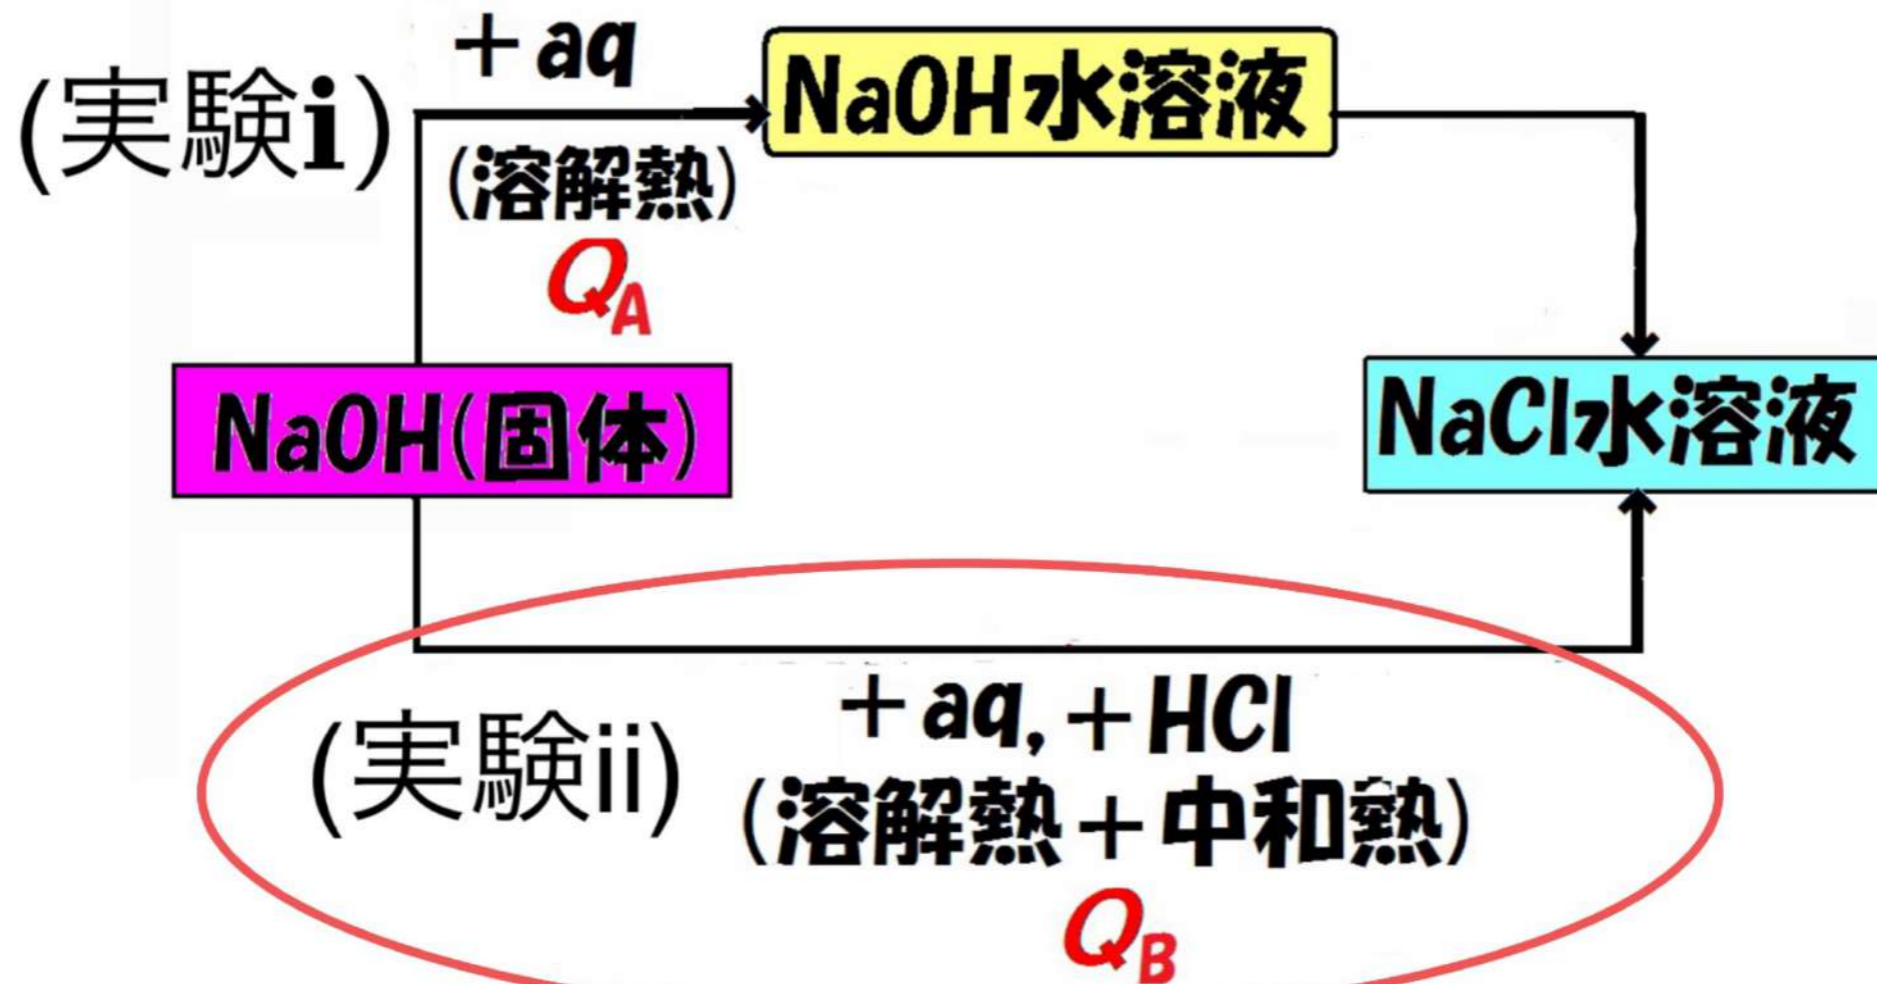 +aq
(実験i)
NaOH水溶液
(溶解熱)
QA
NaOH(固体)
NaCl水溶液
+aq, +HCl
(実験ii)
(溶解熱+中和熱)
QB